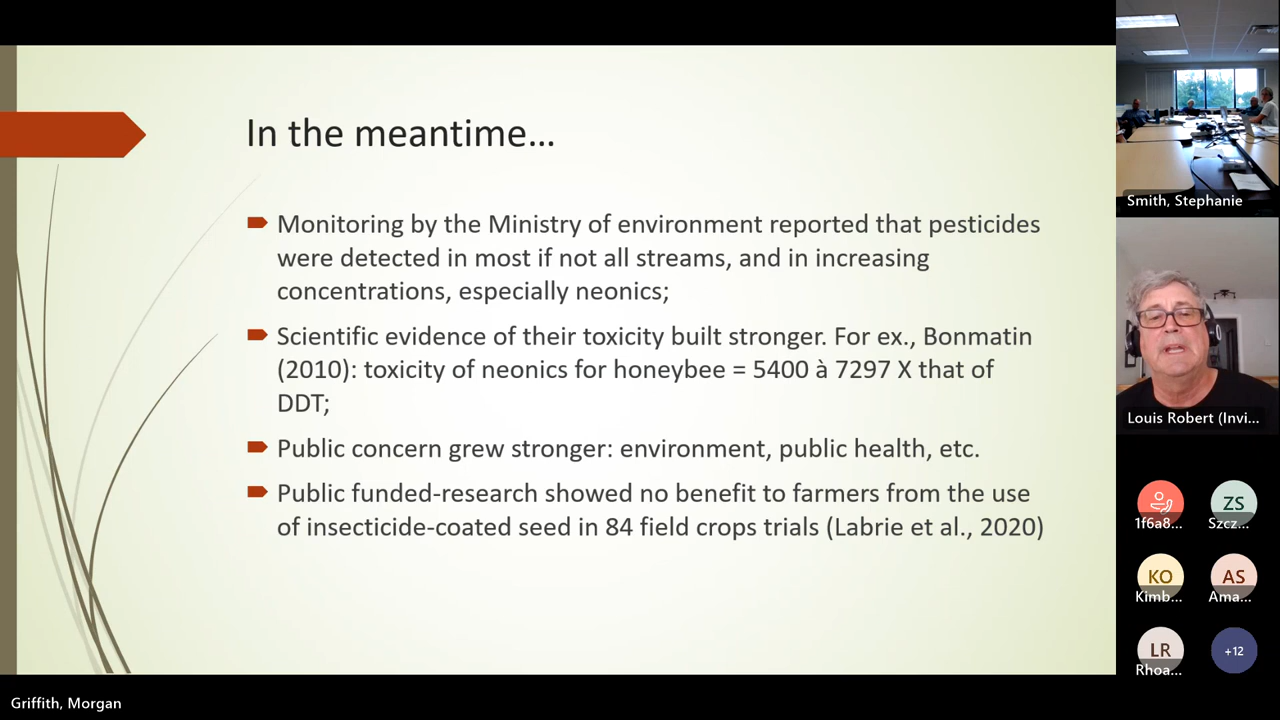 In the meantime…
Monitoring by the Ministry of environment reported that pesticides
were detected in most if not all streams, and in increasing
concentrations, especially neonics;
Scientific evidence of their toxicity built stronger. For ex., Bonmatin
(2010): toxicity of neonics for honeybee = 5400 à 7297 X that of
DDT;
Public concern grew stronger: environment, public health, etc.
Public funded-research showed no benefit to farmers from the use
of insecticide-coated seed in 84 field crops trials (Labrie et al., 2020)
Smith, Stephanie
Louis Robert (Invi...
1f6a8...
ZS
Szcz...
KO
Kimb...
AS
Ama...
LR
Rhoa...
+12
Griffith, Morgan